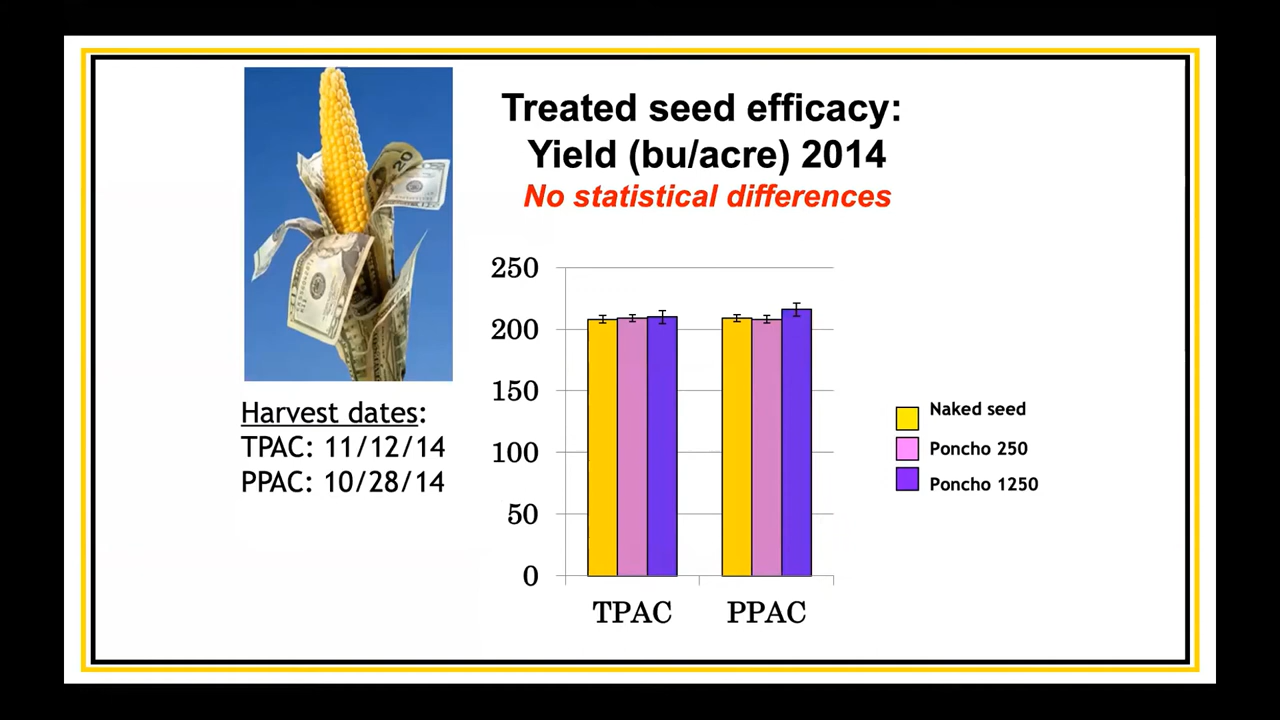 Treated seed efficacy:
Yield (bu/acre) 2014
No statistical differences
20
Harvest dates:
TPAC: 11/12/14
PPAC: 10/28/14
250
200
150
100
50
0
TPAC
PPAC
Naked seed
Poncho 250
Poncho 1250